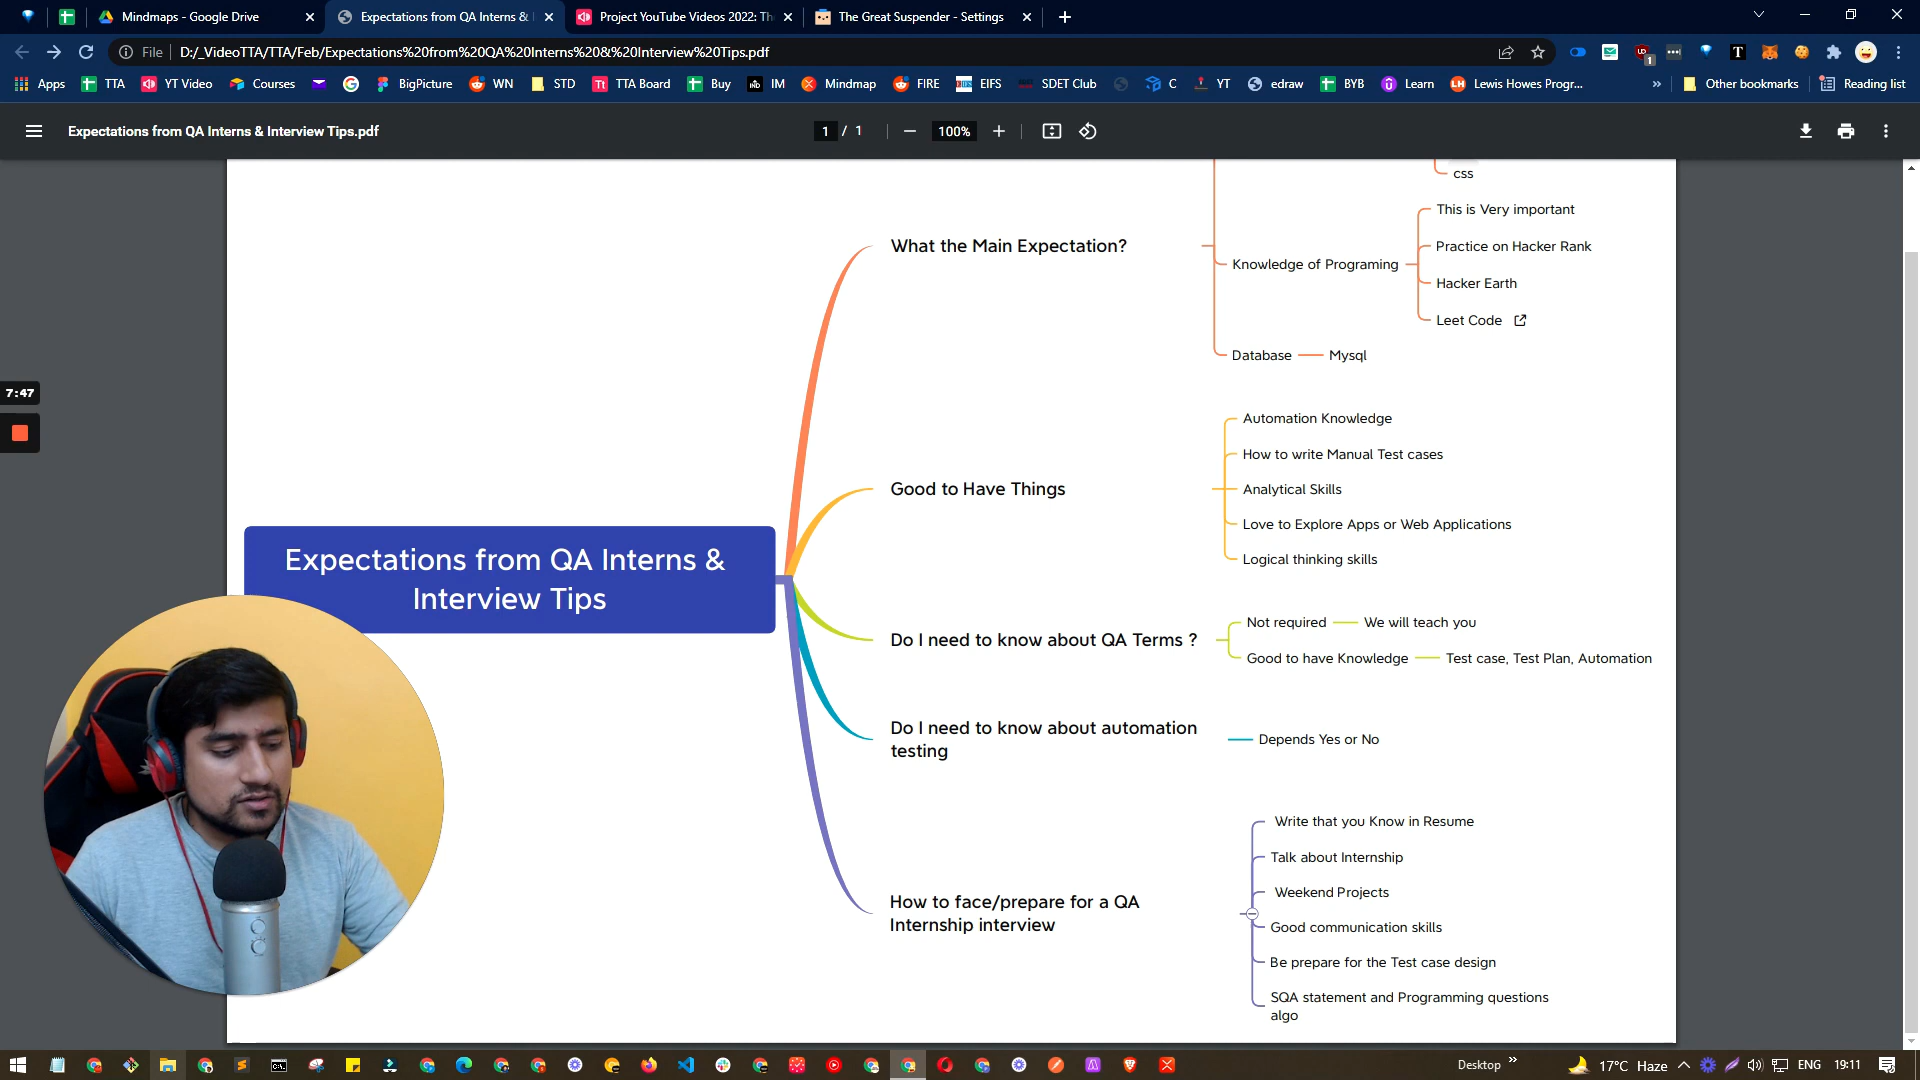 Mindmaps - Google Drive
Expectations from QA Interns &
Project YouTube Videos 2022: Th
The Great Suspender - Settings
File
D:/_VideoTTA/TTA/Feb/Expectations%20from%20QA%20Interns%20&%20Interview%20Tips.pdf
Apps
TTA
YT Video
Courses
BigPicture
WN
STD
TTA Board
Buy
IM
Mindmap
FIRE
EIFS
SDET Club
C
YT
edraw
BYB
Learn
Lewis Howes Progr...
»
Other bookmarks
Reading list
Expectations from QA Interns & Interview Tips.pdf
1 / 1
100%
css
What the Main Expectation?
This is Very important
Practice on Hacker Rank
Knowledge of Programing
Hacker Earth
Leet Code
Database
Mysql
7:47
Automation Knowledge
How to write Manual Test cases
Good to Have Things
Analytical Skills
Love to Explore Apps or Web Applications
Logical thinking skills
Expectations from QA Interns &
Interview Tips
Do I need to know about QA Terms ?
Not required
We will teach you
Good to have Knowledge
Test case, Test Plan, Automation
Do I need to know about automation
testing
Depends Yes or No
Write that you Know in Resume
Talk about Internship
Weekend Projects
How to face/prepare for a QA
Internship interview
Good communication skills
Be prepare for the Test case design
SQA statement and Programming questions
algo
Desktop
»
17°C Haze
ENG
19:11